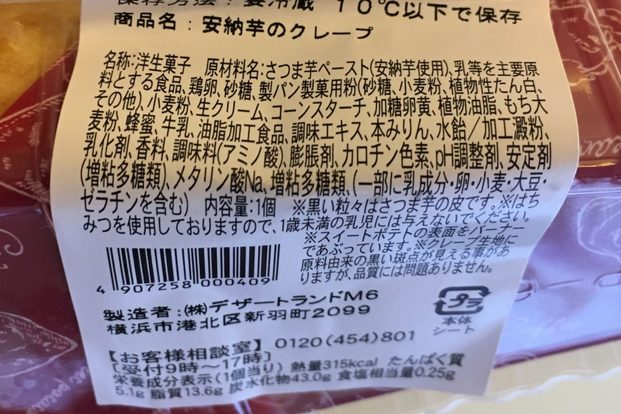 保存方法：要冷蔵 10℃以下で保存
商品名：安納芋のクレープ
名称：洋生菓子 原材料名：さつま芋ペースト(安納芋使用)、乳等を主要原
料とする食品、鶏卵、砂糖、製パン製菓用粉(砂糖、小麦粉、植物性たん白、
その他)、小麦粉、生クリーム、コーンスターチ、加糖卵黄、植物油脂、もち大
麦粉、蜂蜜、牛乳、油脂加工食品、調味エキス、本みりん、水飴／加工澱粉、
乳化剤、香料、調味料(アミノ酸)、膨脹剤、カロチン色素、pH調整剤、安定剤
(増粘多糖類)、メタリン酸Na、増粘多糖類、(一部に乳成分・卵・小麦・大豆・
ゼラチンを含む) 内容量：1個 ※黒い粒々はさつま芋の皮です。※はち
みつを使用しておりますので、1歳未満の乳児には与えないでください。
※スイートポテトの表面をバーナー
であぶっています。※クレープ生地に
原料由来の黒い斑点が見える事があ
りますが、品質には問題ありません。
4 907258 000409
製造者：(株)デザートランドM6
横浜市港北区新羽町2099
プラ
本体
シート
【お客様相談室】 0120(454)801
[受付9時～17時]
栄養成分表示(1個当り) 熱量315kcal たんぱく質
5.1g 脂質13.6g 炭水化物43.0g 食塩相当量0.25g